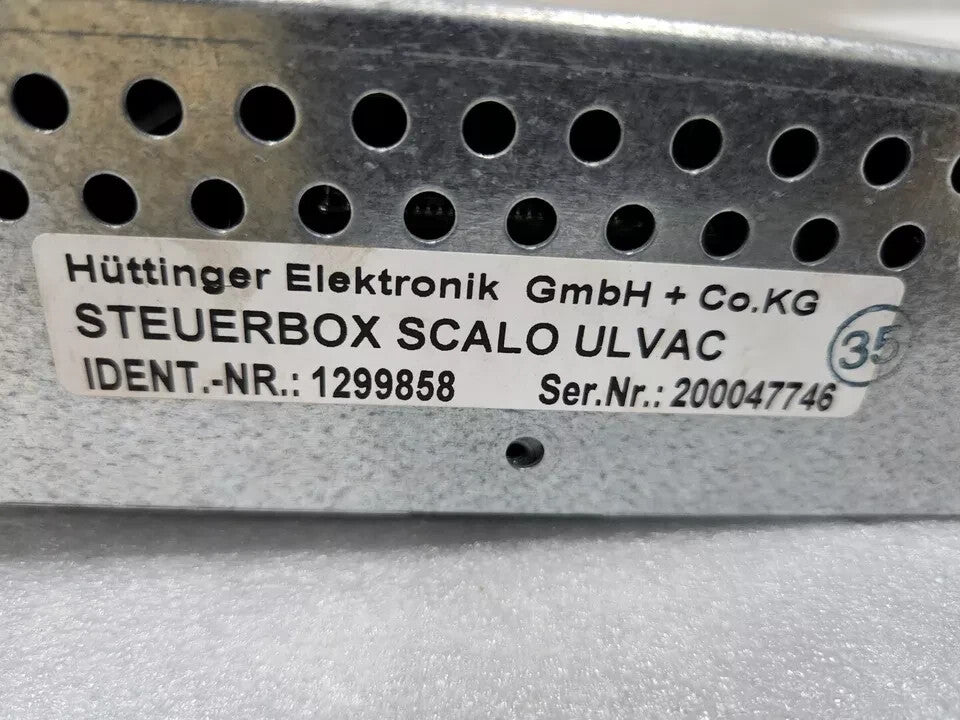 Hüttinger Elektronik GmbH + Co.KG
STEUERBOX SCALO ULVAC
35
IDENT.-NR.: 1299858 Ser.Nr.: 200047746